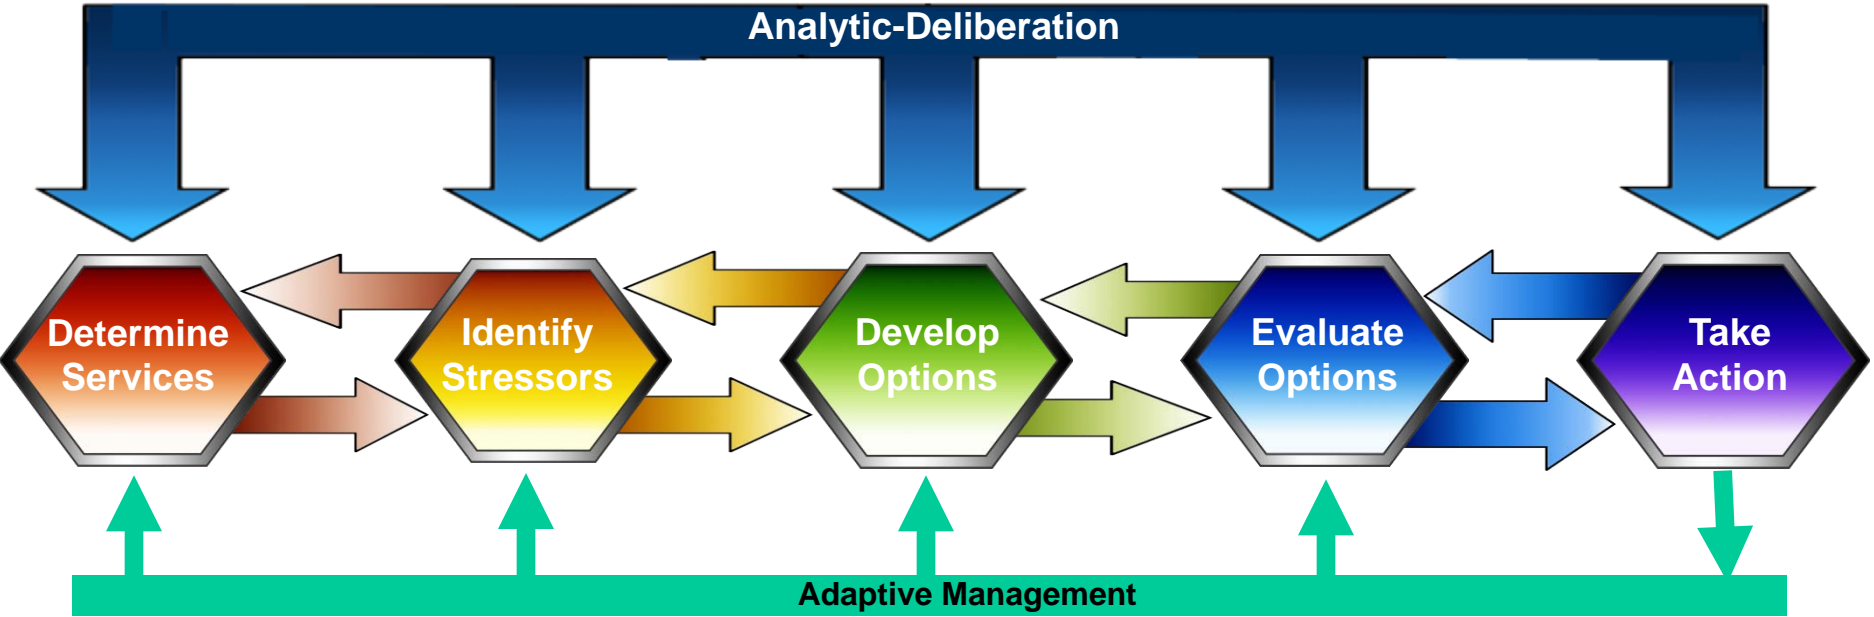 Analytic-Deliberation
Determine
Services
Identify
Stressors
Develop
Options
Evaluate
Options
Take
Action
Adaptive Management